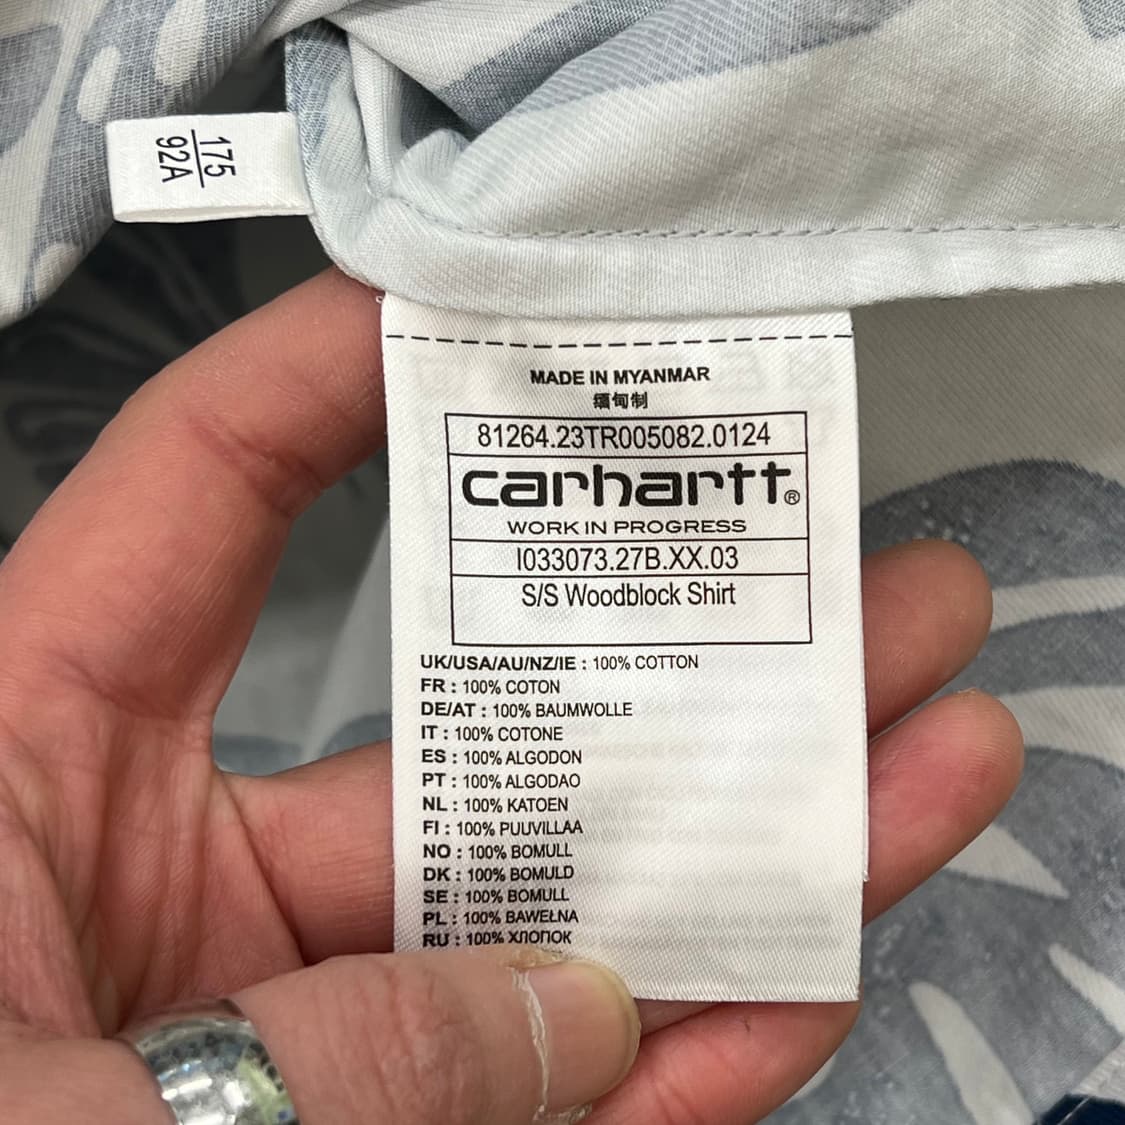 175
92A
MADE IN MYANMAR
缅甸制
81264.23TR005082.0124
carhartt®
WORK IN PROGRESS
I033073.27B.XX.03
S/S Woodblock Shirt
UK/USA/AU/NZ/IE : 100% COTTON
FR : 100% COTON
DE/AT : 100% BAUMWOLLE
IT : 100% COTONE
ES : 100% ALGODON
PT : 100% ALGODAO
NL : 100% KATOEN
FI : 100% PUUVILLAA
NO : 100% BOMULL
DK : 100% BOMULD
SE : 100% BOMULL
PL : 100% BAWEŁNA
RU : 100% ХЛОПОК